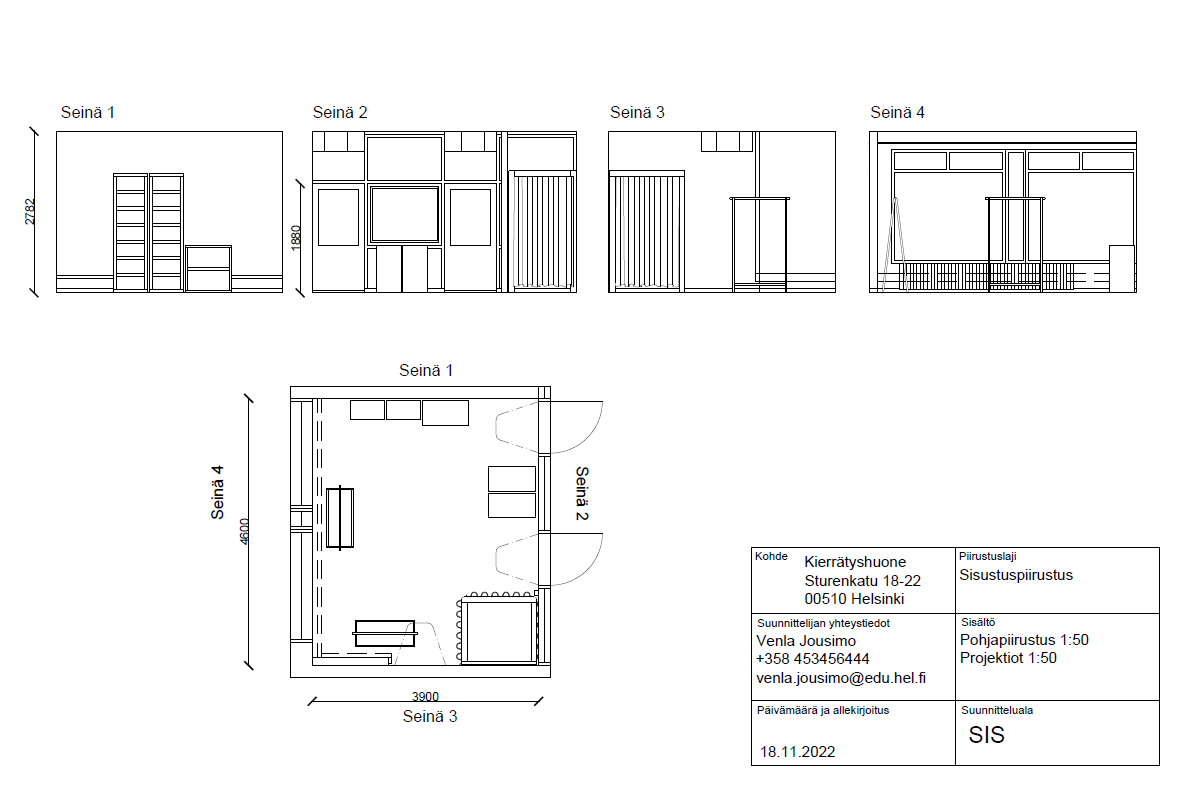 Seinä 1
Seinä 2
Seinä 3
Seinä 4
2782
1880
Seinä 1
Seinä 4
4600
Seinä 2
3900
Seinä 3
Kohde
Kierrätyshuone
Sturenkatu 18-22
00510 Helsinki
Piirustuslaji
Sisustuspiirustus
Suunnittelijan yhteystiedot
Venla Jousimo
+358 453456444
venla.jousimo@edu.hel.fi
Sisältö
Pohjapiirustus 1:50
Projektiot 1:50
Päivämäärä ja allekirjoitus
18.11.2022
Suunnitteluala
SIS